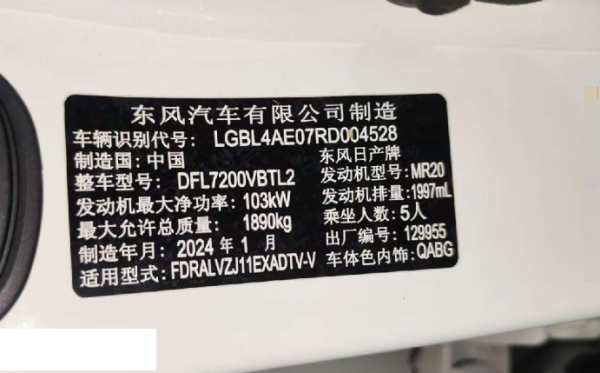 东风汽车有限公司制造
车辆识别代号: LGBL4AE07RD004528
制造国: 中国 东风日产牌
整车型号: DFL7200VBTL2 发动机型号: MR20
发动机最大净功率: 103kW 发动机排量: 1997mL
最大允许总质量: 1890kg 乘坐人数: 5人
制造年月: 2024 年 1 月 出厂编号: 129955
适用型式: FDRALVZJ11EXADTV-V 车体色内饰: QABG